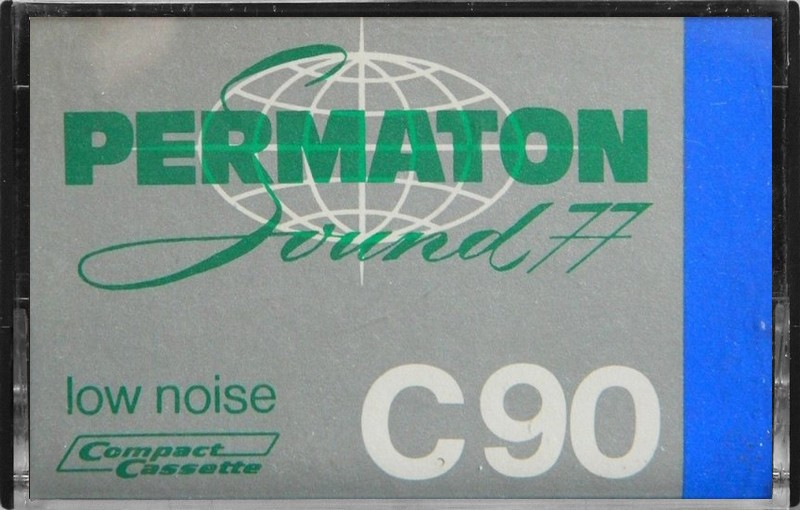 PERMATON
Sound 77
low noise
C90
Compact
Cassette